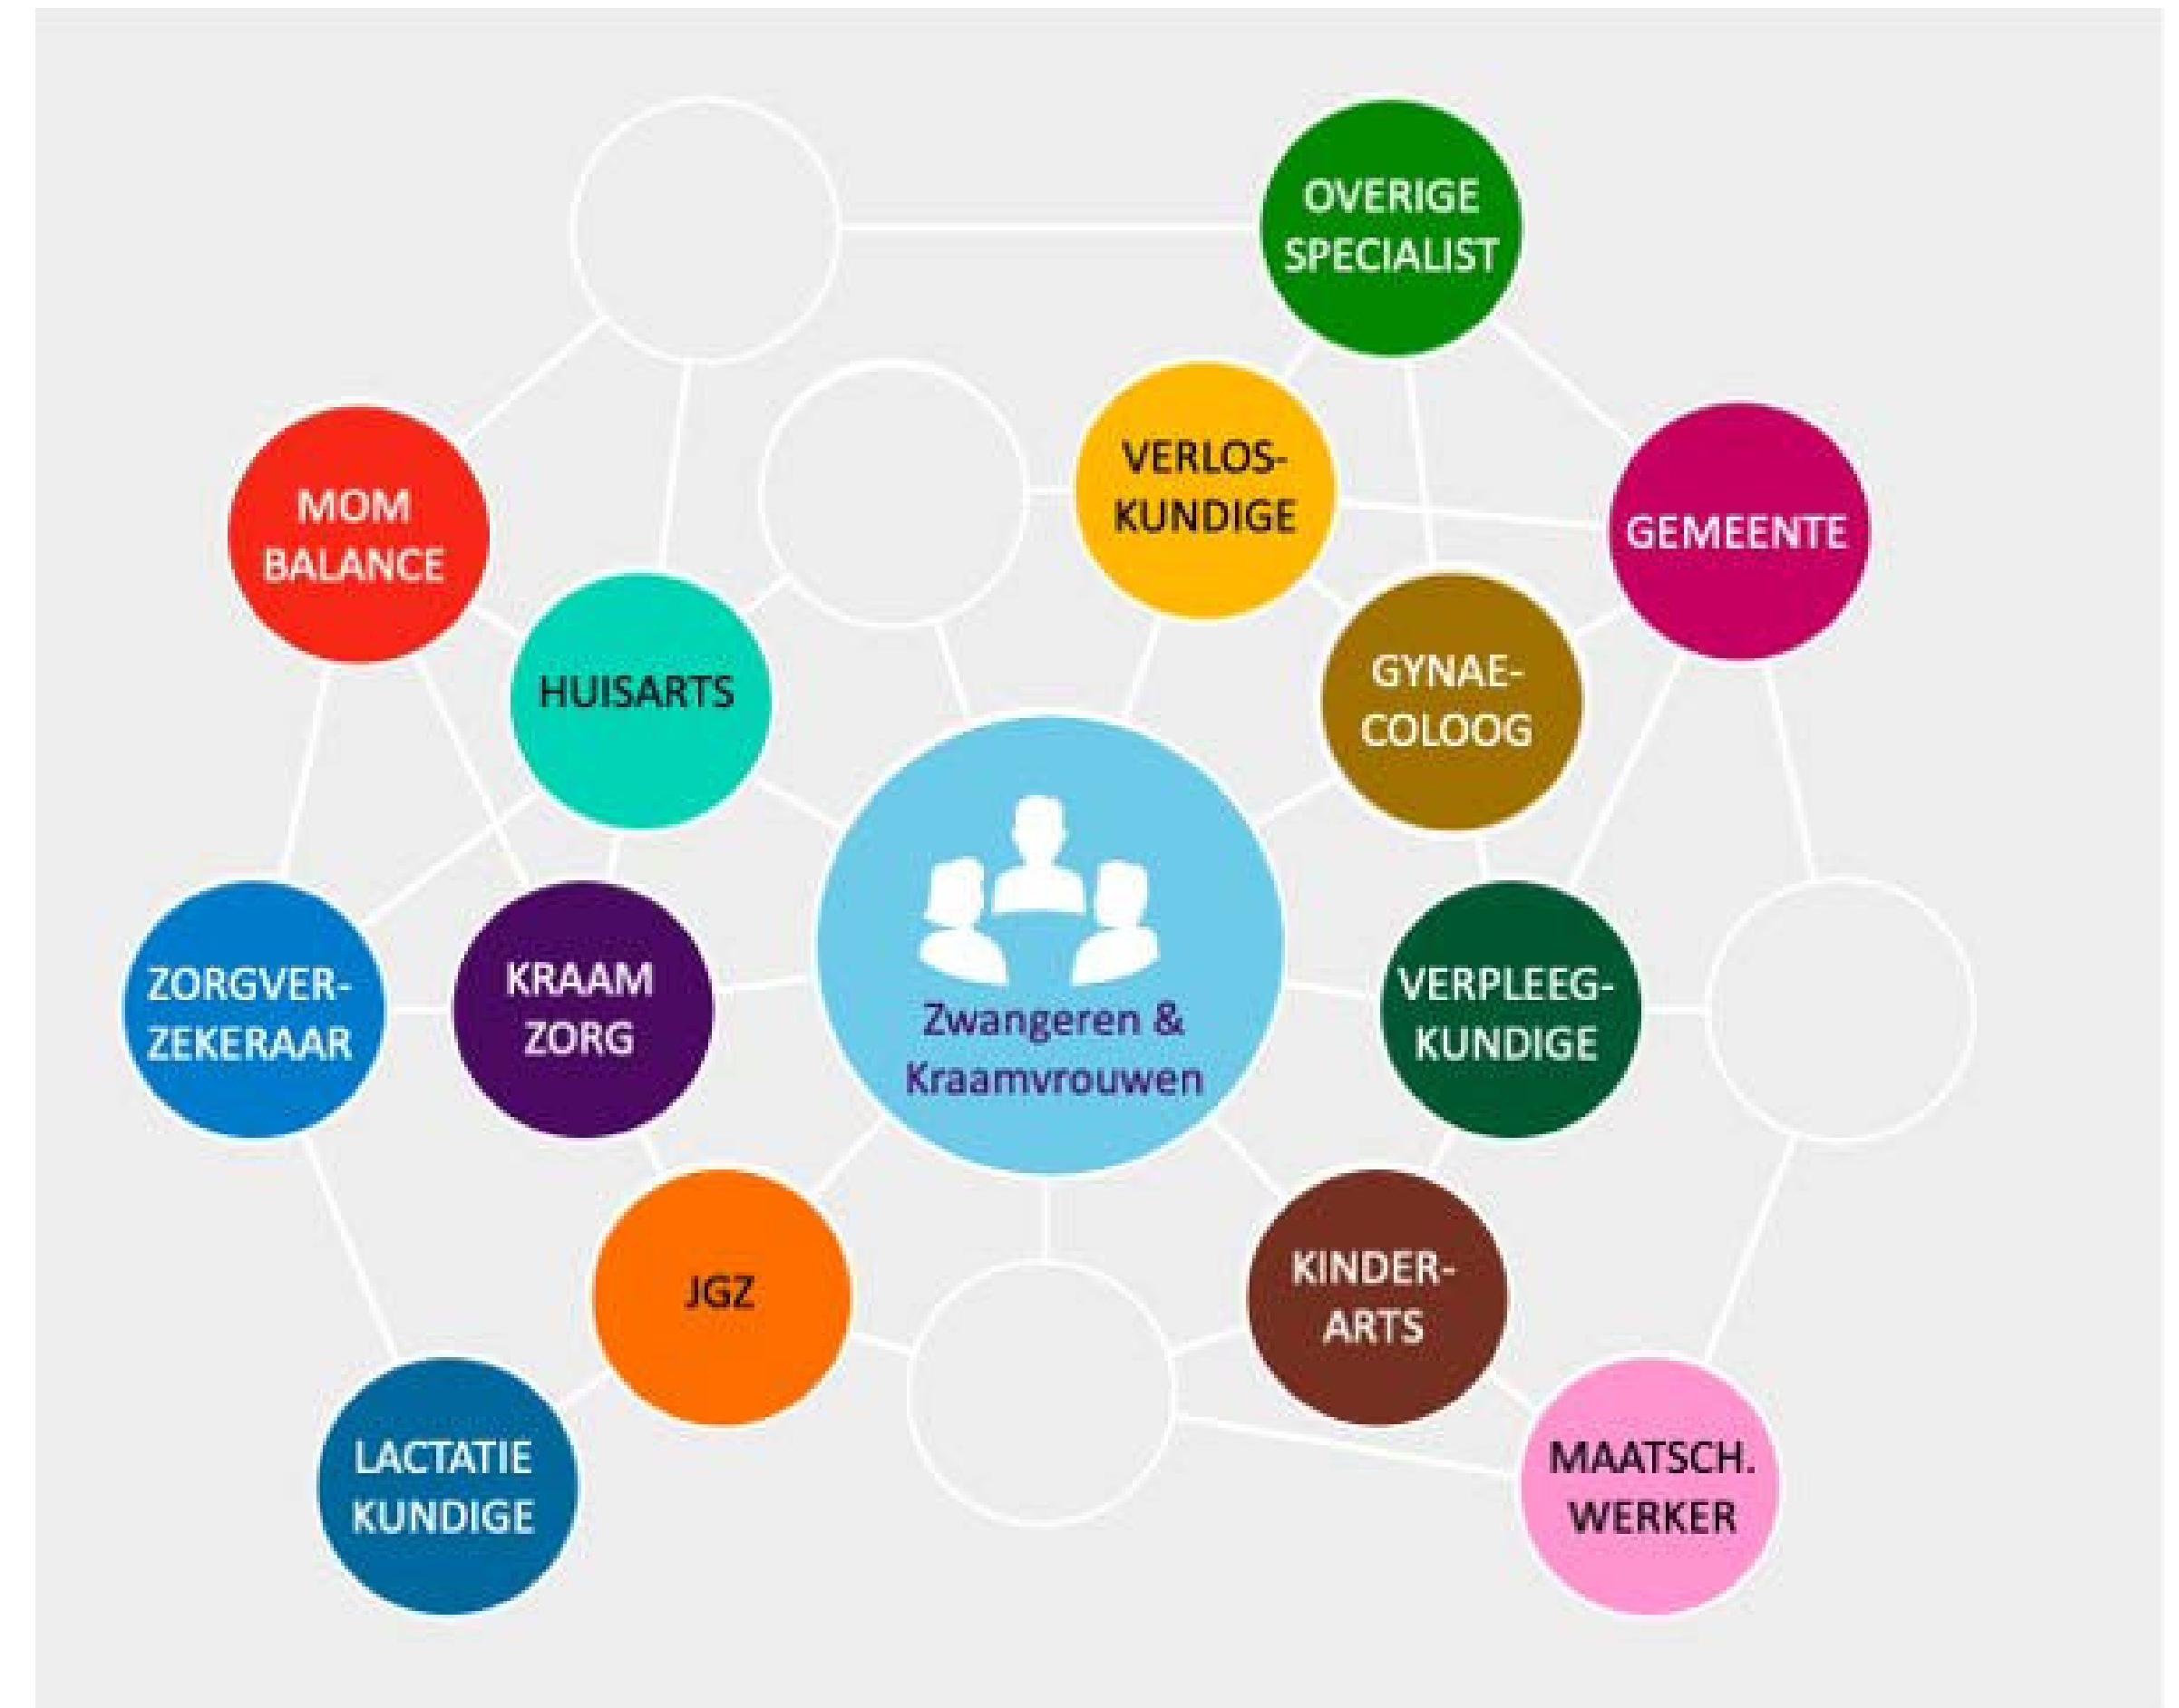 OVERIGE
SPECIALIST
VERLOS-
KUNDIGE
MOM
BALANCE
GEMEENTE
HUISARTS
GYNAE-
COLOOG
ZORGVER-
ZEKERAAR
KRAAM
ZORG
Zwangeren &
Kraamvrouwen
VERPLEEG-
KUNDIGE
JGZ
KINDER-
ARTS
LACTATIE
KUNDIGE
MAATSCH.
WERKER